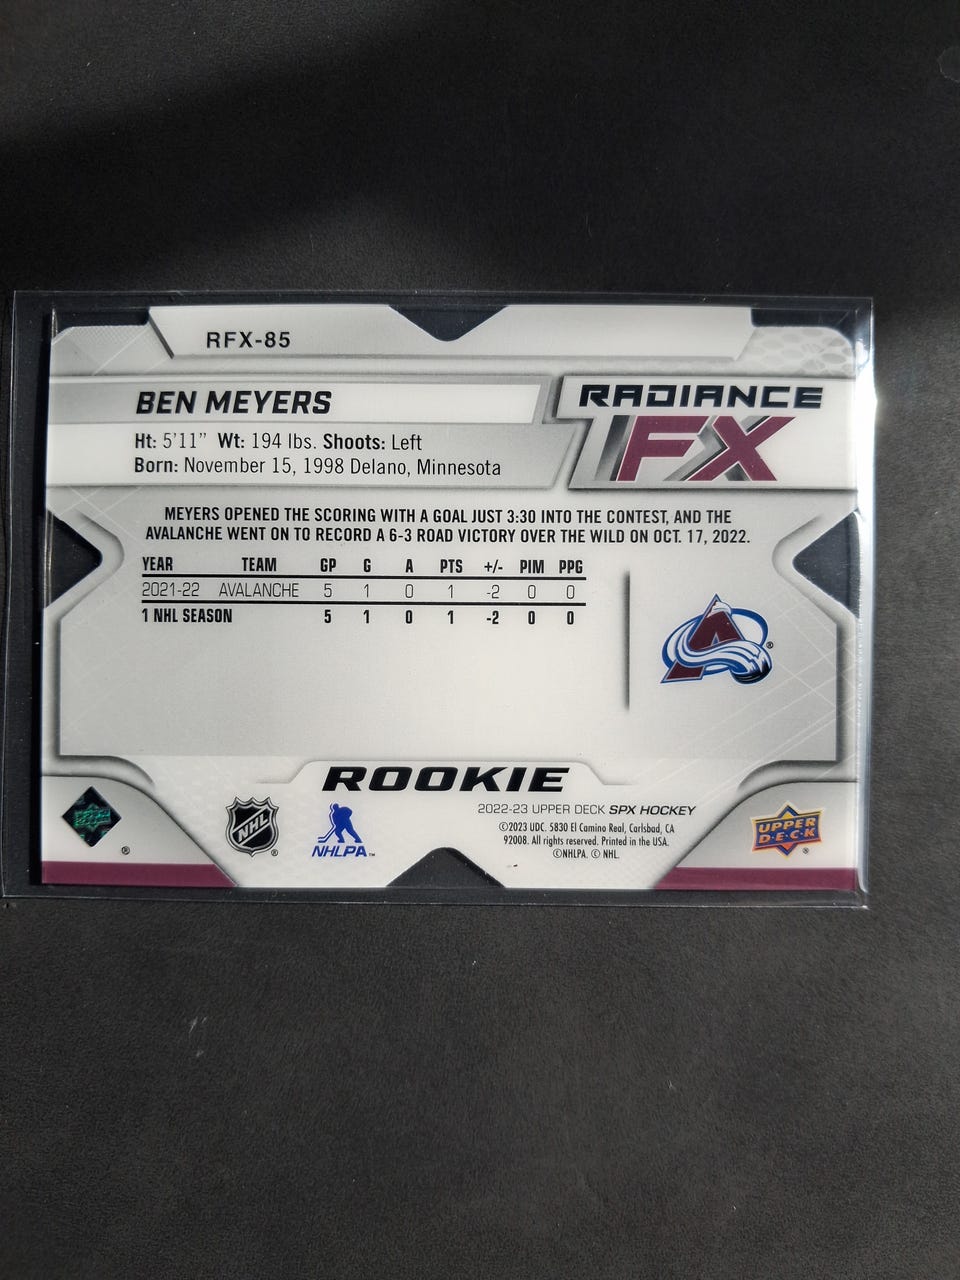 RFX-85
BEN MEYERS
RADIANCE
FX
Ht: 5'11" Wt: 194 lbs. Shoots: Left
Born: November 15, 1998 Delano, Minnesota
MEYERS OPENED THE SCORING WITH A GOAL JUST 3:30 INTO THE CONTEST, AND THE
AVALANCHE WENT ON TO RECORD A 6-3 ROAD VICTORY OVER THE WILD ON OCT. 17, 2022.
YEAR TEAM GP G A PTS +/- PIM PPG
2021-22 AVALANCHE 5 1 0 1 -2 0 0
1 NHL SEASON 5 1 0 1 -2 0 0
A ®
ROOKIE
2022-23 UPPER DECK SPX HOCKEY
©2023 UDC. 5830 El Camino Real, Carlsbad, CA
92008. All rights reserved. Printed in the USA.
©NHLPA. © NHL.
®
NHL ®
NHLPA™
UPPER
D·E·C·K ®